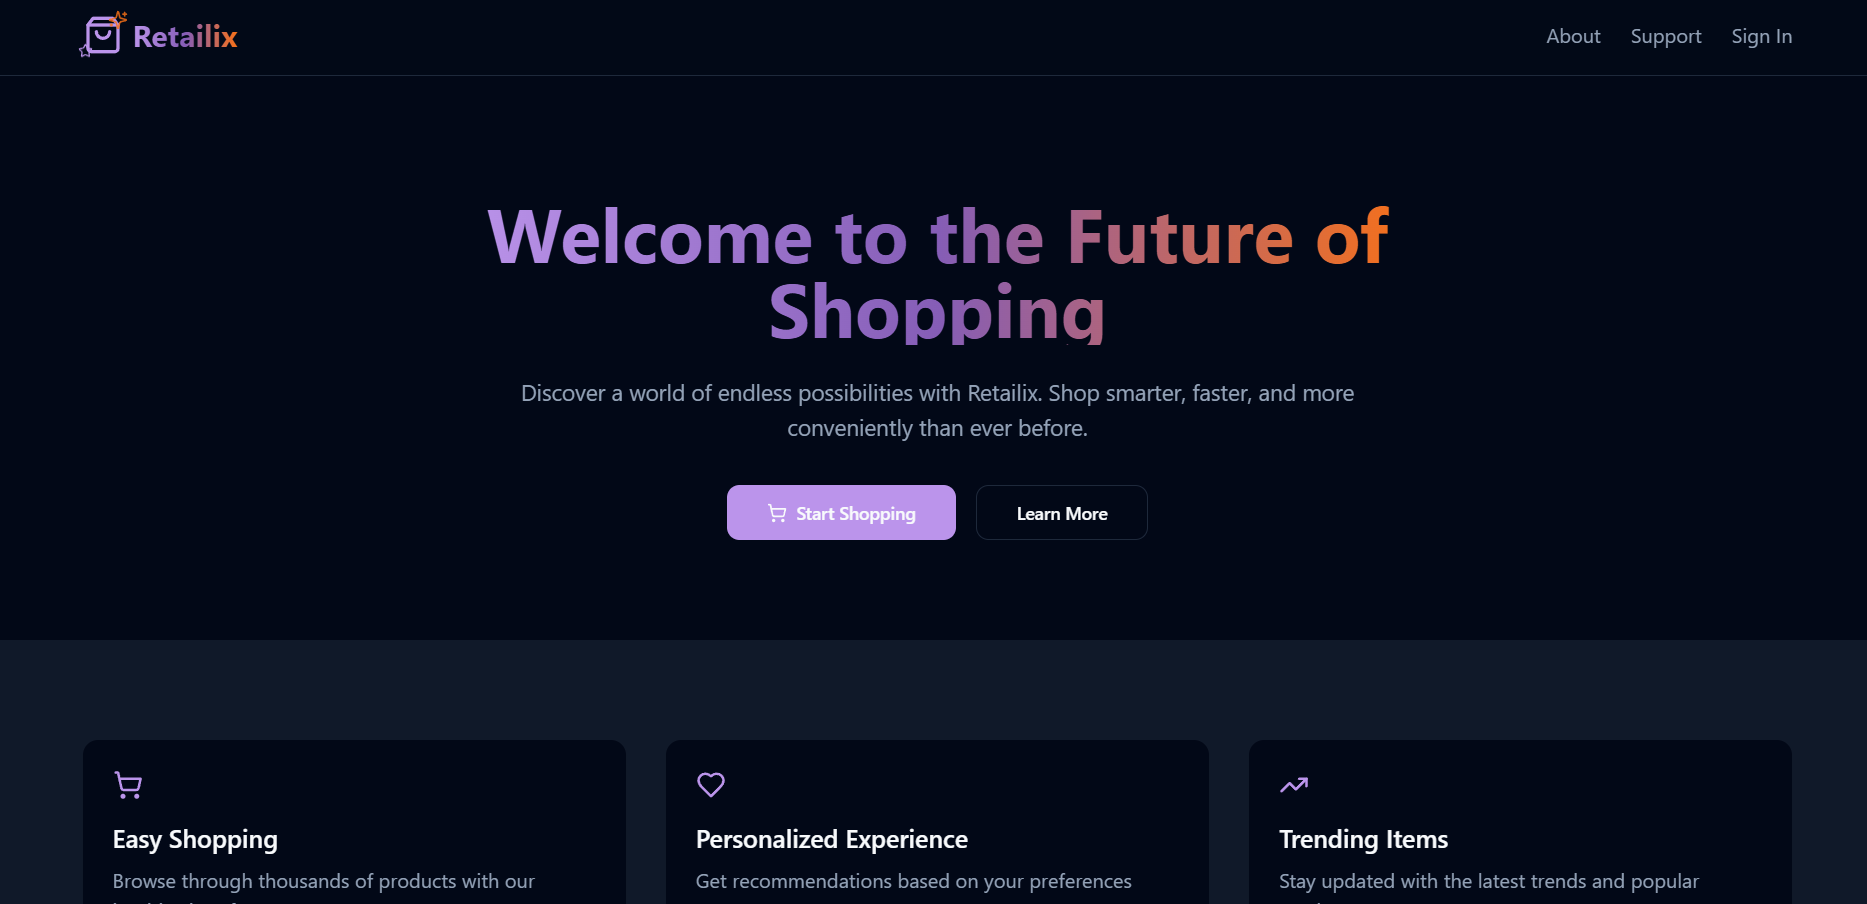 Retailix
About
Support
Sign In
Welcome to the Future of
Shopping
Discover a world of endless possibilities with Retailix. Shop smarter, faster, and more
conveniently than ever before.
Start Shopping
Learn More
Easy Shopping
Browse through thousands of products with our
Personalized Experience
Get recommendations based on your preferences
Trending Items
Stay updated with the latest trends and popular